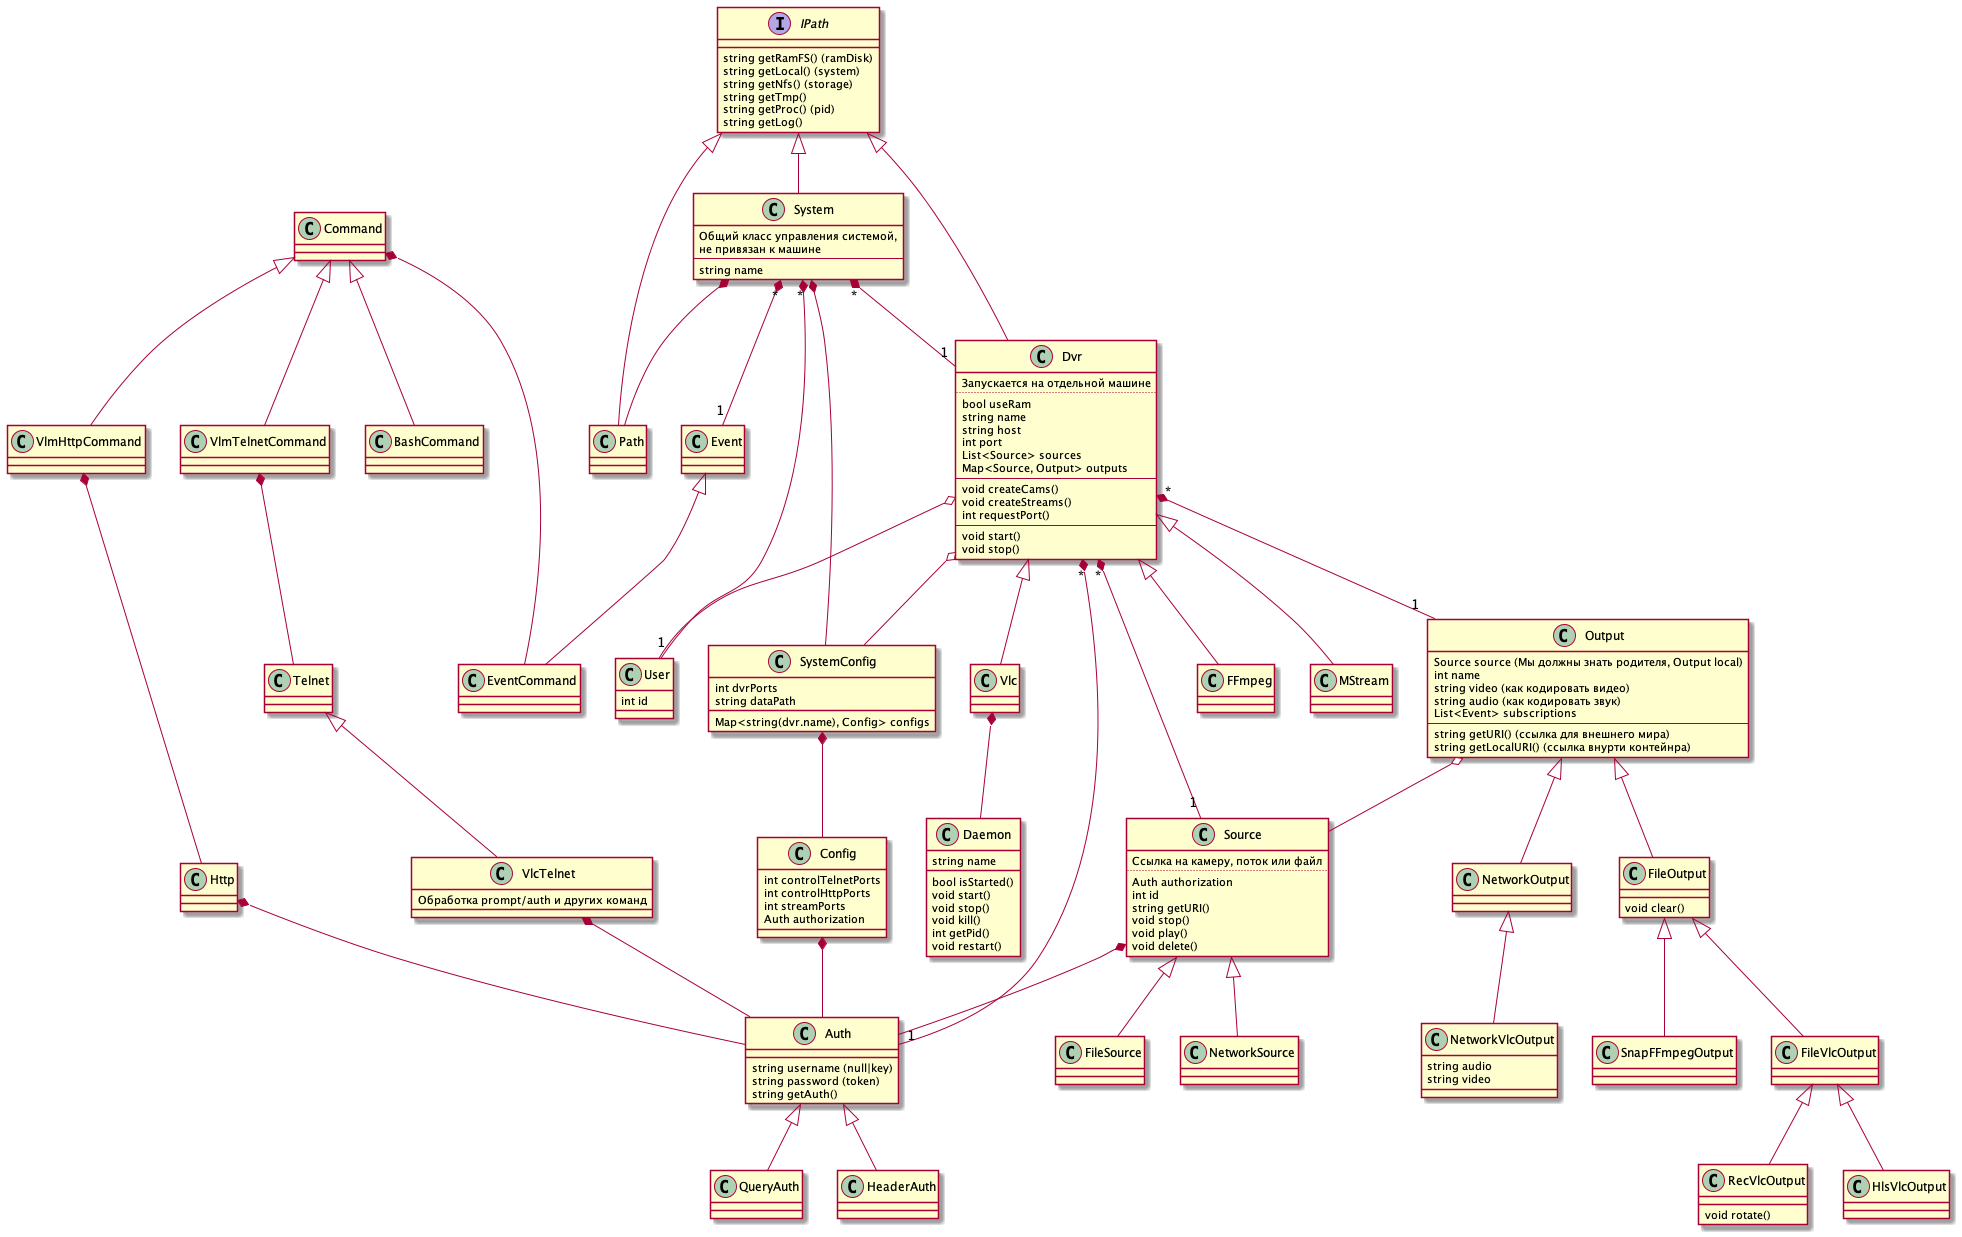 I IPath
string getRamFS() (ramDisk)
string getLocal() (system)
string getNfs() (storage)
string getTmp()
string getProc() (pid)
string getLog()
C System
Общий класс управления системой,
не привязан к машине
string name
C Command
*
*
*
1
1
C Dvr
Запускается на отдельной машине
bool useRam
string name
string host
int port
List<Source> sources
Map<Source, Output> outputs
void createCams()
void createStreams()
int requestPort()
void start()
void stop()
C VlmHttpCommand
C VlmTelnetCommand
C BashCommand
C Path
C Event
*
*
*
1
1
C Telnet
C EventCommand
C User
int id
C SystemConfig
int dvrPorts
string dataPath
Map<string(dvr.name), Config> configs
C Vlc
C FFmpeg
C MStream
C Output
Source source (Мы должны знать родителя, Output local)
int name
string video (как кодировать видео)
string audio (как кодировать звук)
List<Event> subscriptions
string getURI() (ссылка для внешнего мира)
string getLocalURI() (ссылка внурти контейнра)
1
C Http
C VlcTelnet
Обработка prompt/auth и других команд
C Config
int controlTelnetPorts
int controlHttpPorts
int streamPorts
Auth authorization
C Daemon
string name
bool isStarted()
void start()
void stop()
void kill()
int getPid()
void restart()
C Source
Ссылка на камеру, поток или файл
Auth authorization
int id
string getURI()
void stop()
void play()
void delete()
C NetworkOutput
C FileOutput
void clear()
C Auth
string username (null|key)
string password (token)
string getAuth()
1
C FileSource
C NetworkSource
C NetworkVlcOutput
string audio
string video
C SnapFFmpegOutput
C FileVlcOutput
C QueryAuth
C HeaderAuth
C RecVlcOutput
void rotate()
C HlsVlcOutput